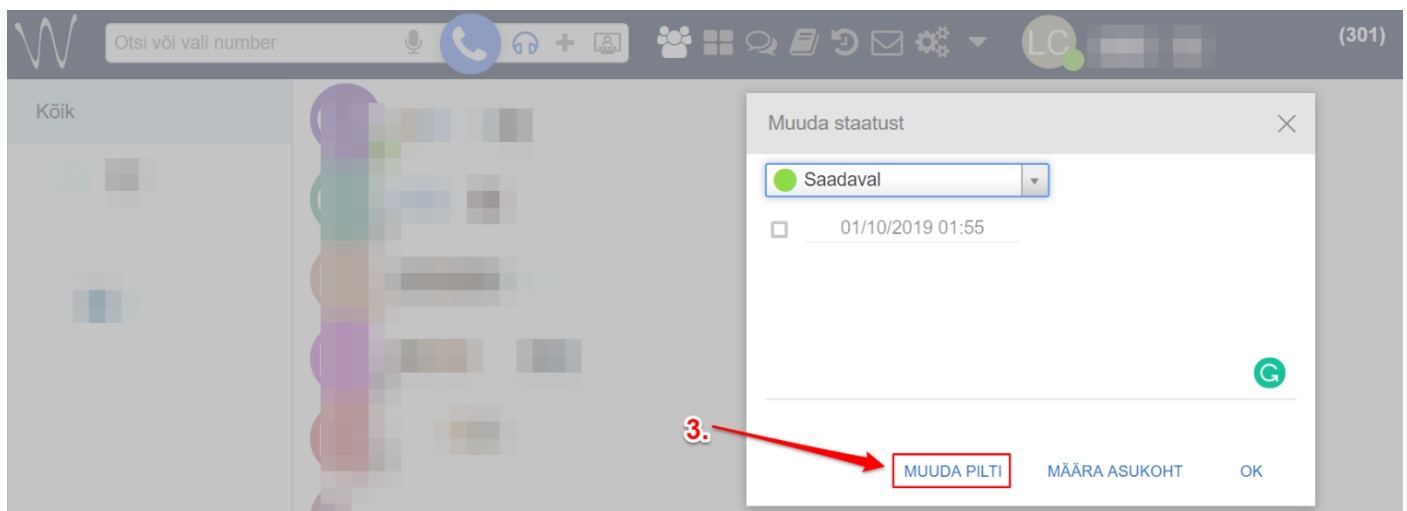 Otsi või vali number
LC
(301)
Kõik
Muuda staatust
Saadaval
01/10/2019 01:55
3.
MUUDA PILTI MÄÄRA ASUKOHT OK